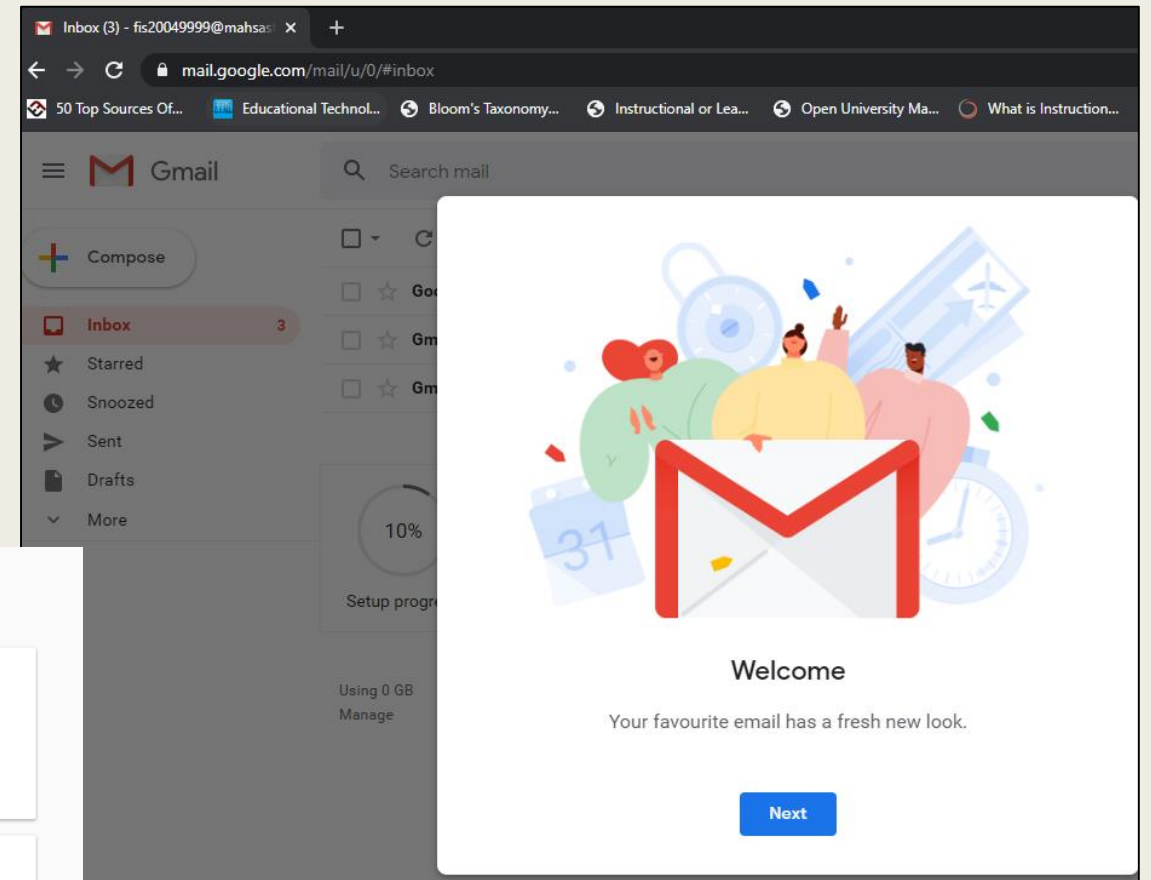 Inbox (3) - fis20049999@mahsas
mail.google.com/mail/u/0/#inbox
50 Top Sources Of... Educational Technol... Bloom's Taxonomy... Instructional or Lea... Open University Ma... What is Instruction...
Gmail
Search mail
Compose
Goo
Inbox 3
Gm
Starred
Gm
Snoozed
Sent
Drafts
More
10%
31
Setup progre
Welcome
Using 0 GB
Manage
Your favourite email has a fresh new look.
Next